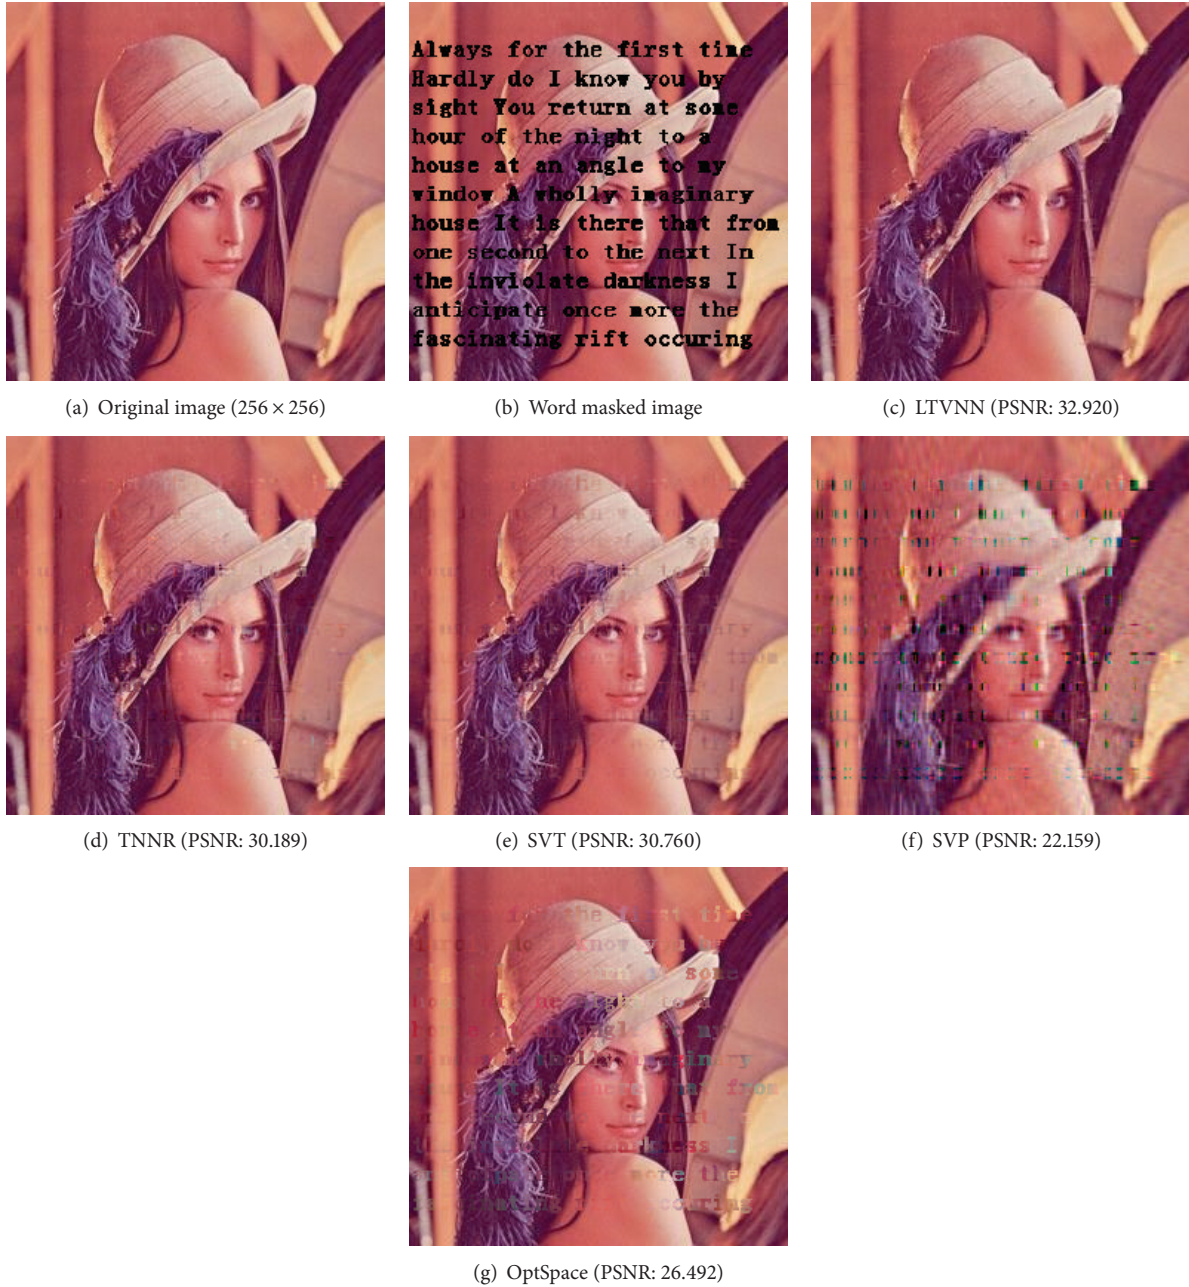 Always for the first time
Hardly do I know you by
sight You return at some
hour of the night to a
house at an angle to my
window A wholly imaginary
house It is there that from
one second to the next In
the inviolate darkness I
anticipate once more the
fascinating rift occuring
(a) Original image (256 × 256)
(b) Word masked image
(c) LTVNN (PSNR: 32.920)
(d) TNNR (PSNR: 30.189)
(e) SVT (PSNR: 30.760)
(f) SVP (PSNR: 22.159)
(g) OptSpace (PSNR: 26.492)